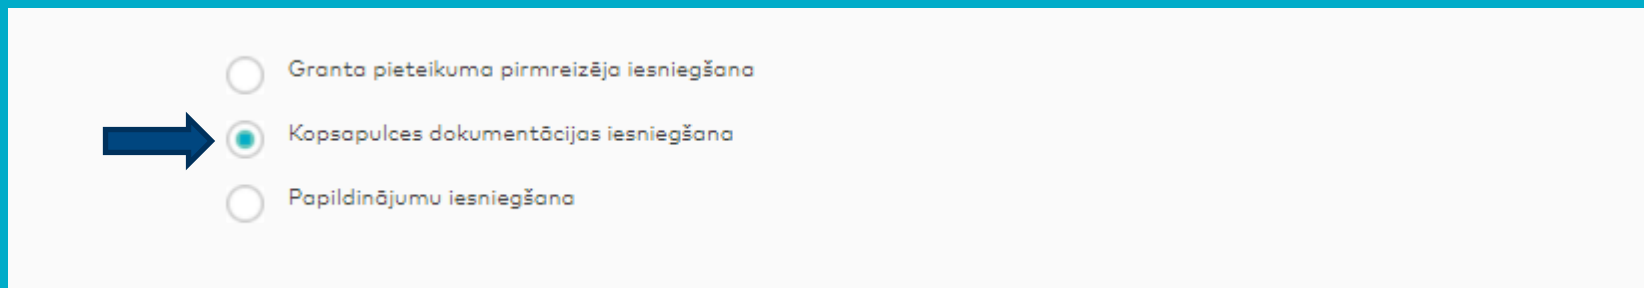 Granta pieteikuma pirmreizēja iesniegšana
Kopsapulces dokumentācijas iesniegšana
Papildinājumu iesniegšana